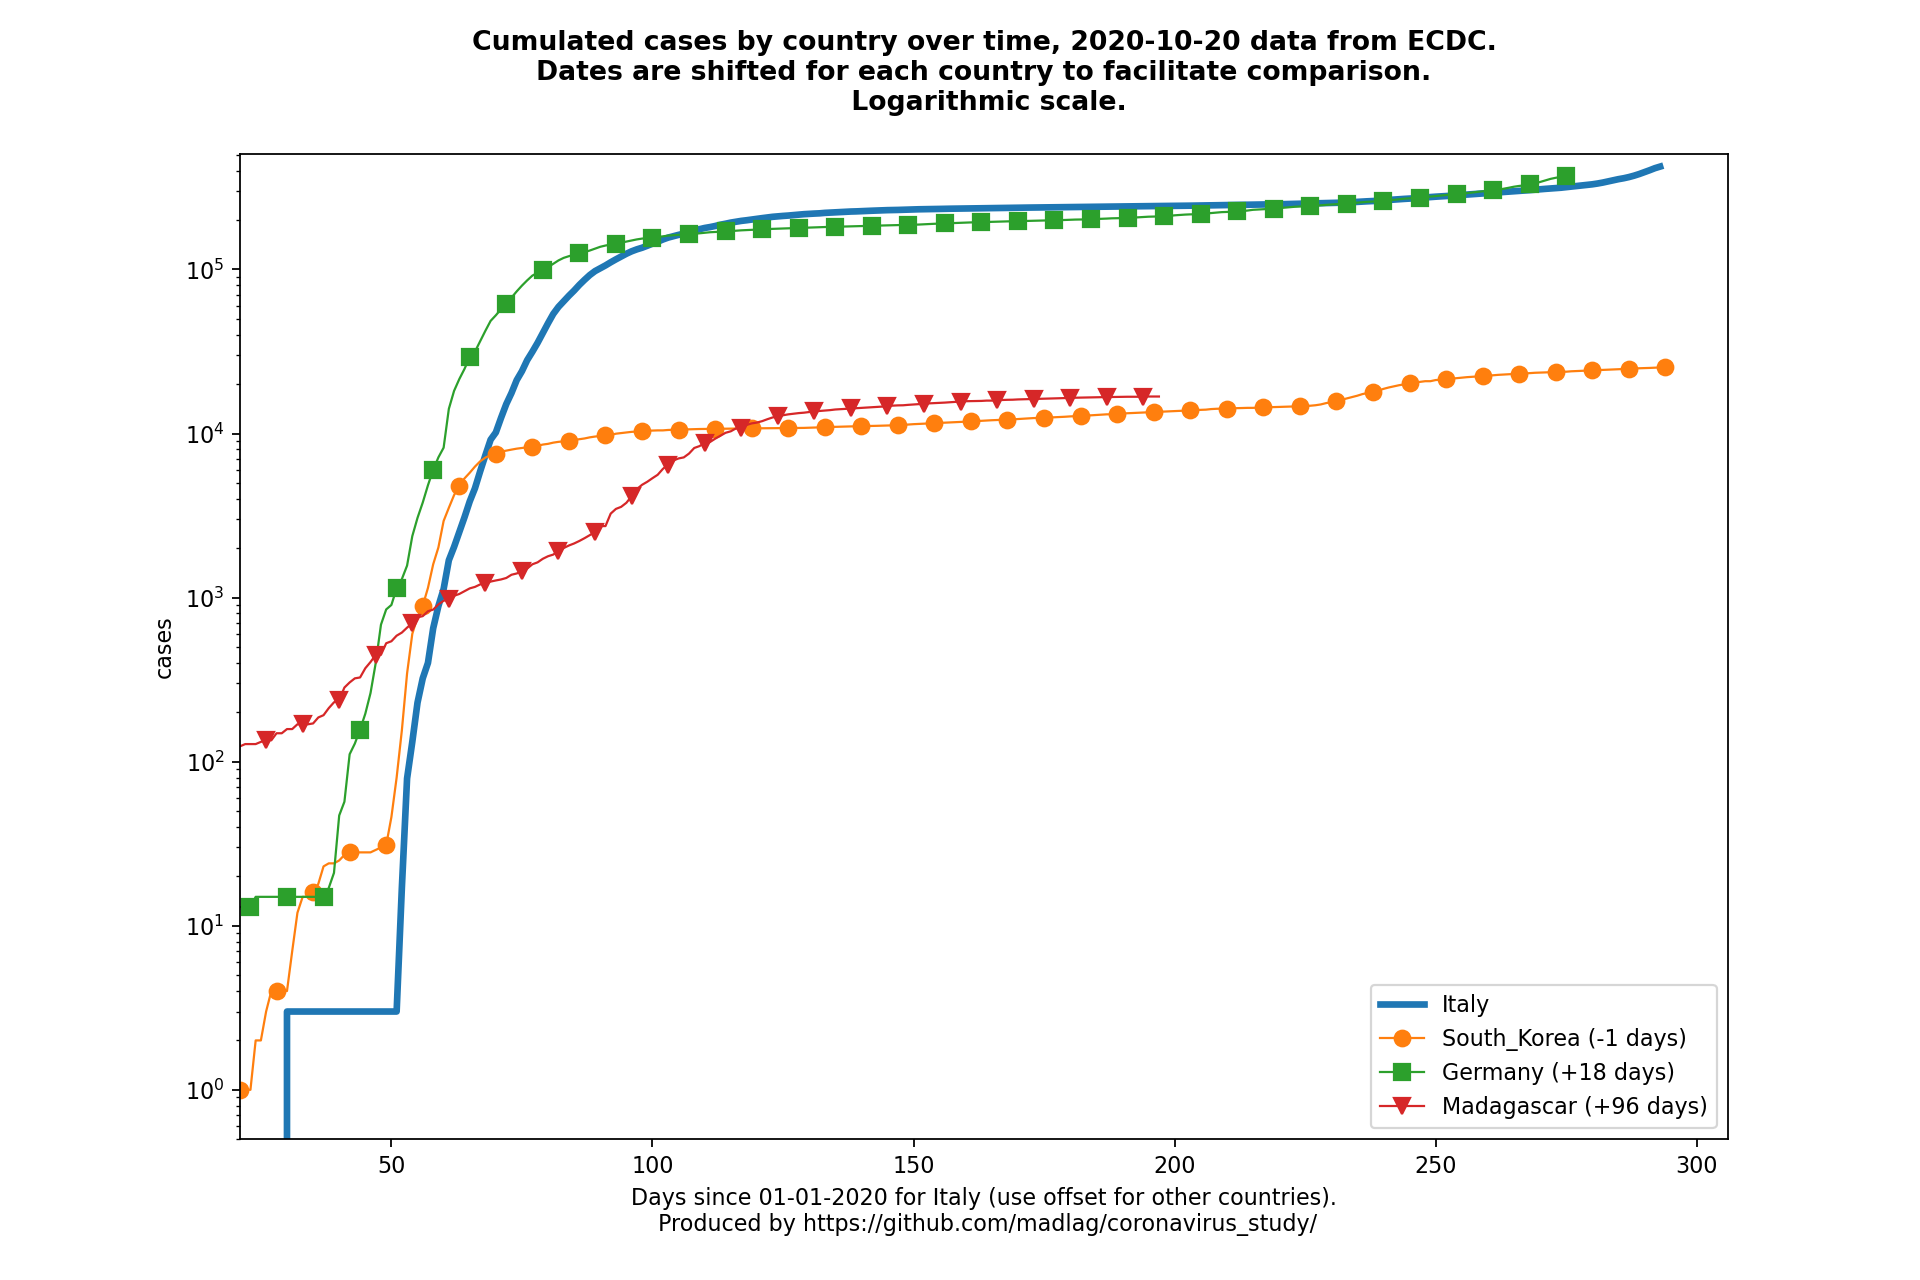 Cumulated cases by country over time, 2020-10-20 data from ECDC.
Dates are shifted for each country to facilitate comparison.
Logarithmic scale.
10⁵
10⁴
10³
10²
10¹
10⁰
cases
50
100
150
200
250
300
Italy
South_Korea (-1 days)
Germany (+18 days)
Madagascar (+96 days)
Days since 01-01-2020 for Italy (use offset for other countries).
Produced by https://github.com/madlag/coronavirus_study/